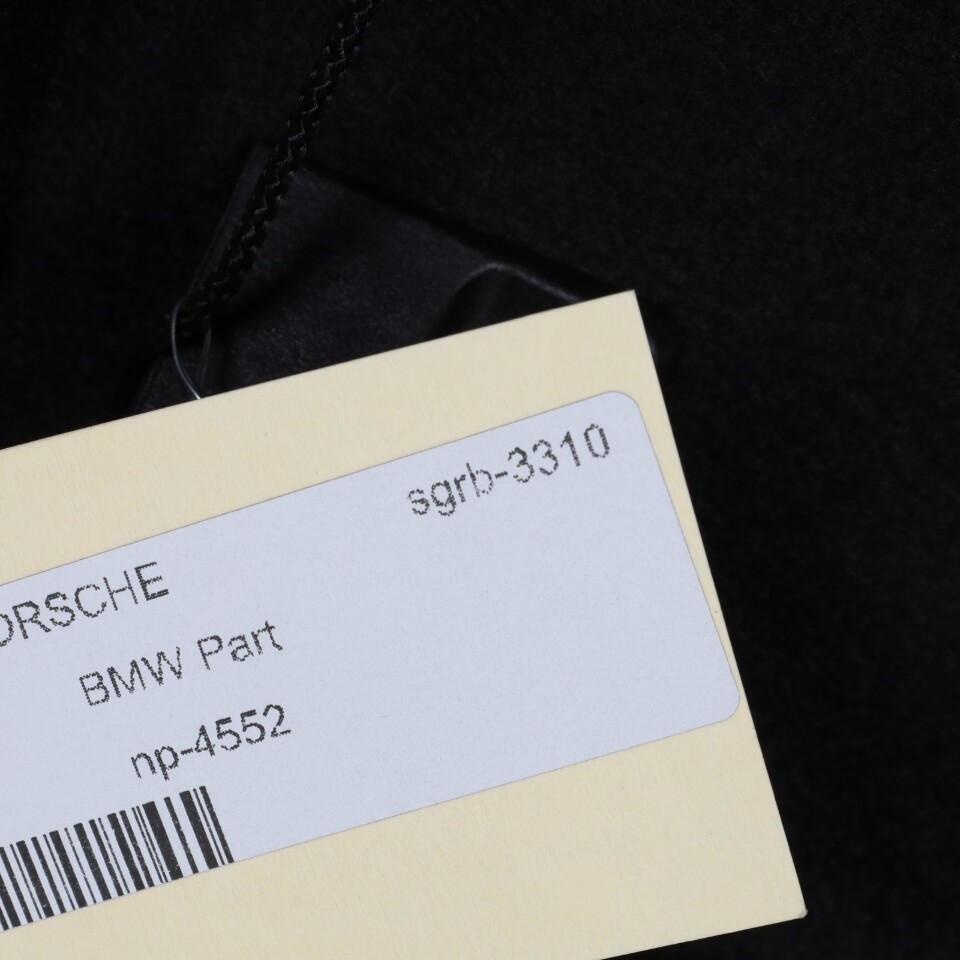 sgrb-3310
ORSCHE
BMW Part
np-4552